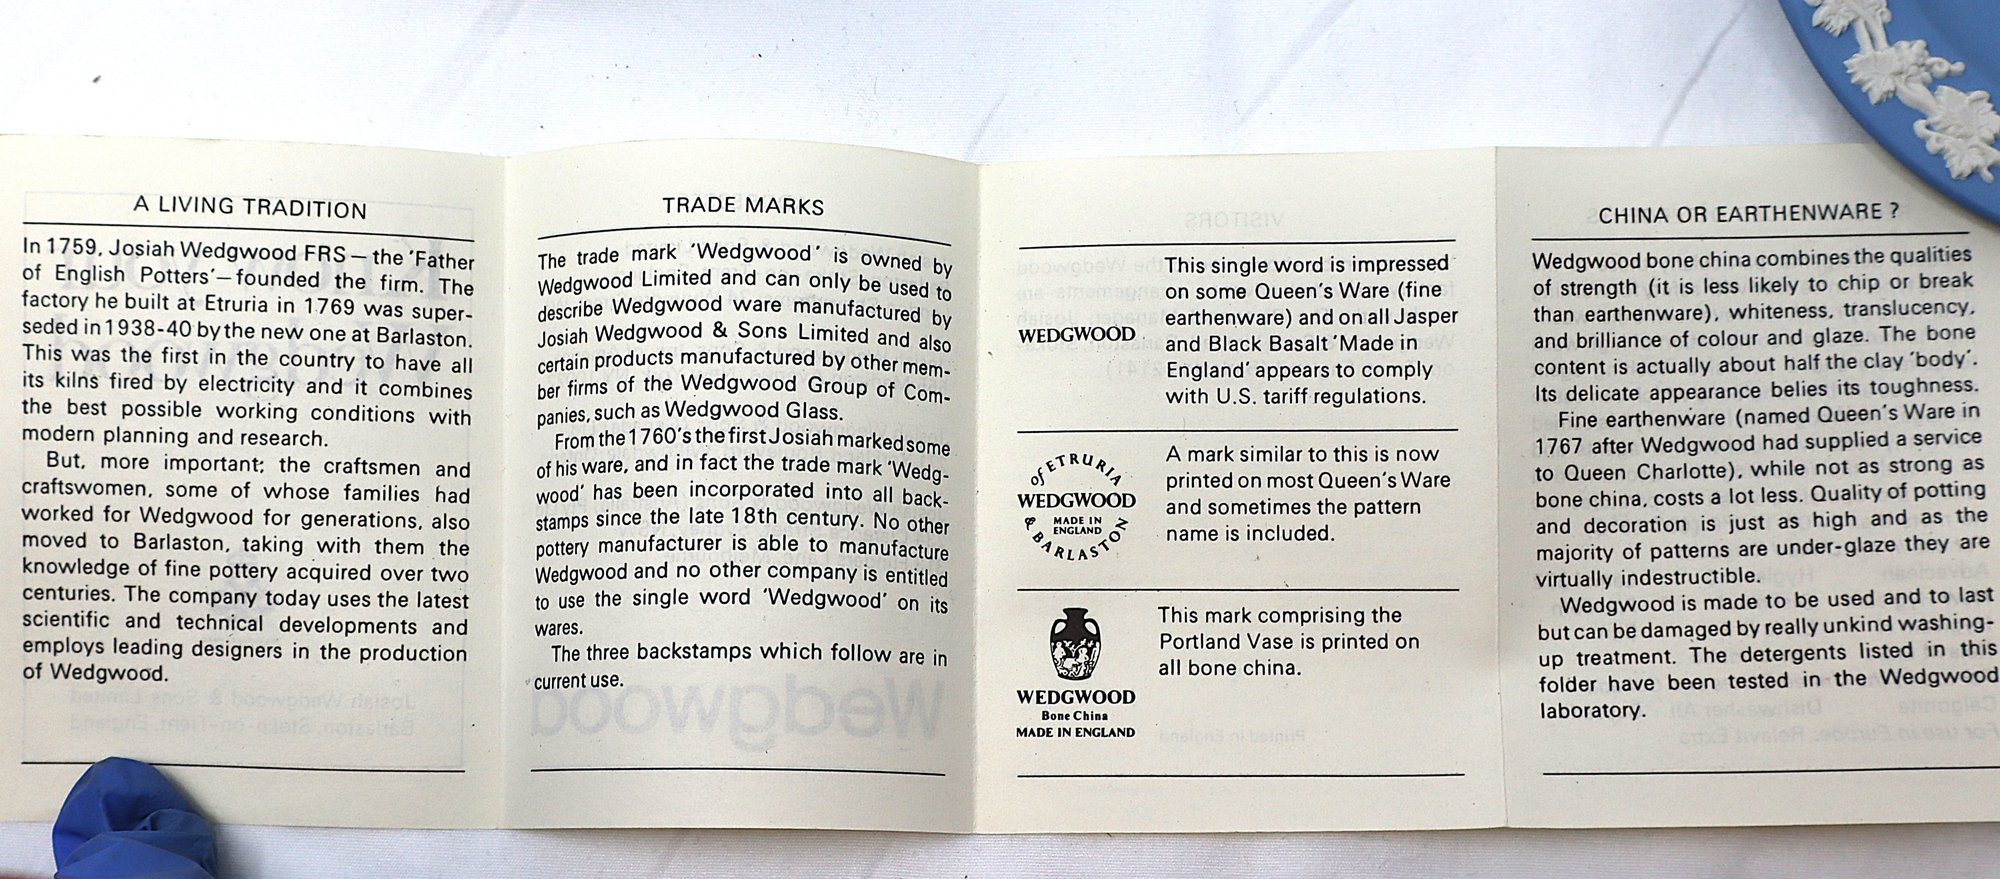 A LIVING TRADITION
In 1759, Josiah Wedgwood FRS — the 'Father
of English Potters'—founded the firm. The
factory he built at Etruria in 1769 was super-
seded in 1938-40 by the new one at Barlaston.
This was the first in the country to have all
its kilns fired by electricity and it combines
the best possible working conditions with
modern planning and research.
But, more important; the craftsmen and
craftswomen, some of whose families had
worked for Wedgwood for generations, also
moved to Barlaston, taking with them the
knowledge of fine pottery acquired over two
centuries. The company today uses the latest
scientific and technical developments and
employs leading designers in the production
of Wedgwood.
TRADE MARKS
The trade mark 'Wedgwood' is owned by
Wedgwood Limited and can only be used to
describe Wedgwood ware manufactured by
Josiah Wedgwood & Sons Limited and also
certain products manufactured by other mem-
ber firms of the Wedgwood Group of Com-
panies, such as Wedgwood Glass.
From the 1760's the first Josiah marked some
of his ware, and in fact the trade mark 'Wedg-
wood' has been incorporated into all back-
stamps since the late 18th century. No other
pottery manufacturer is able to manufacture
Wedgwood and no other company is entitled
to use the single word 'Wedgwood' on its
wares.
The three backstamps which follow are in
current use.
WEDGWOOD
This single word is impressed
on some Queen's Ware (fine
earthenware) and on all Jasper
and Black Basalt 'Made in
England' appears to comply
with U.S. tariff regulations.
of ETRURIA
WEDGWOOD
MADE IN
ENGLAND
& BARLASTON
A mark similar to this is now
printed on most Queen's Ware
and sometimes the pattern
name is included.
WEDGWOOD
Bone China
MADE IN ENGLAND
This mark comprising the
Portland Vase is printed on
all bone china.
CHINA OR EARTHENWARE ?
Wedgwood bone china combines the qualities
of strength (it is less likely to chip or break
than earthenware), whiteness, translucency,
and brilliance of colour and glaze. The bone
content is actually about half the clay 'body'.
Its delicate appearance belies its toughness.
Fine earthenware (named Queen's Ware in
1767 after Wedgwood had supplied a service
to Queen Charlotte), while not as strong as
bone china, costs a lot less. Quality of potting
and decoration is just as high and as the
majority of patterns are under-glaze they are
virtually indestructible.
Wedgwood is made to be used and to last
but can be damaged by really unkind washing-
up treatment. The detergents listed in this
folder have been tested in the Wedgwood
laboratory.